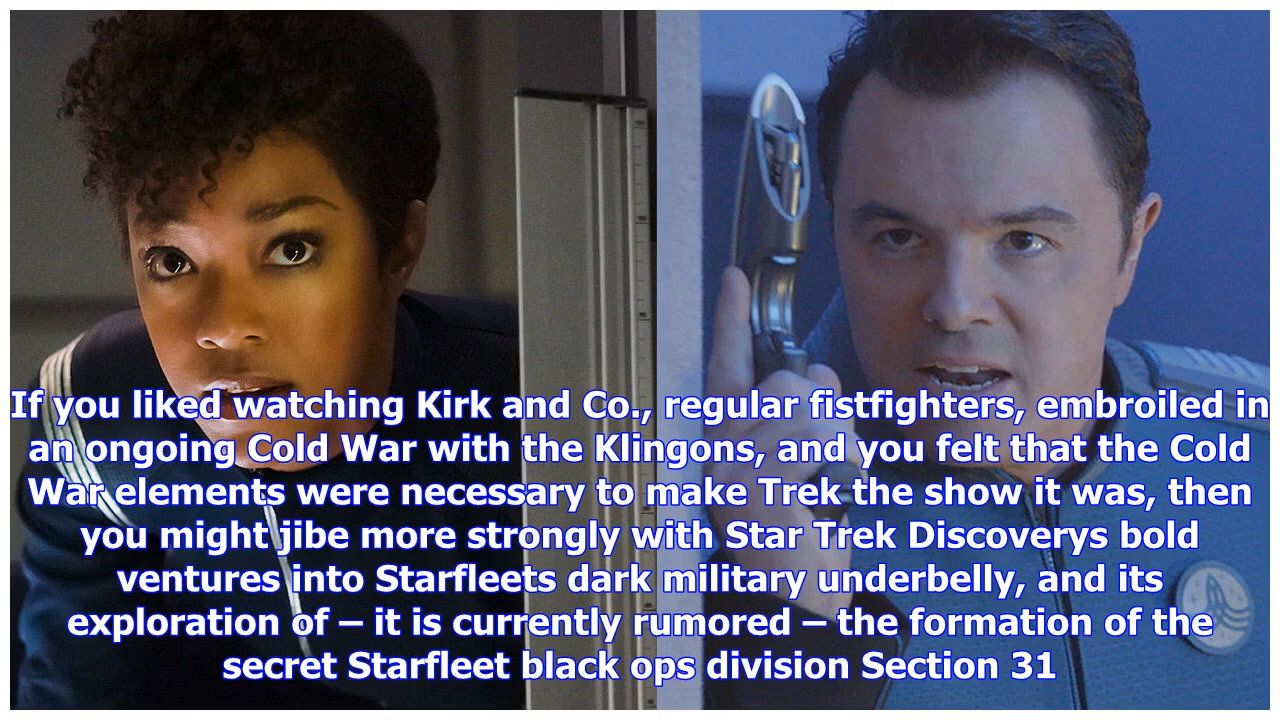 If you liked watching Kirk and Co., regular fistfighters, embroiled in
an ongoing Cold War with the Klingons, and you felt that the Cold
War elements were necessary to make Trek the show it was, then
you might jibe more strongly with Star Trek Discoverys bold
ventures into Starfleets dark military underbelly, and its
exploration of – it is currently rumored – the formation of the
secret Starfleet black ops division Section 31